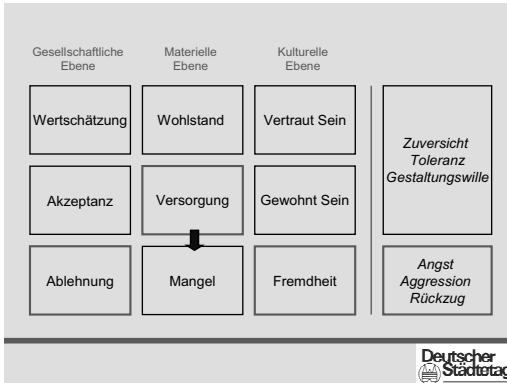 Gesellschaftliche
Ebene
Materielle
Ebene
Kulturelle
Ebene
Wertschätzung
Wohlstand
Vertraut Sein
Zuversicht
Toleranz
Gestaltungswille
Akzeptanz
Versorgung
Gewohnt Sein
Ablehnung
Mangel
Fremdheit
Angst
Aggression
Rückzug
Deutscher
Städtetag